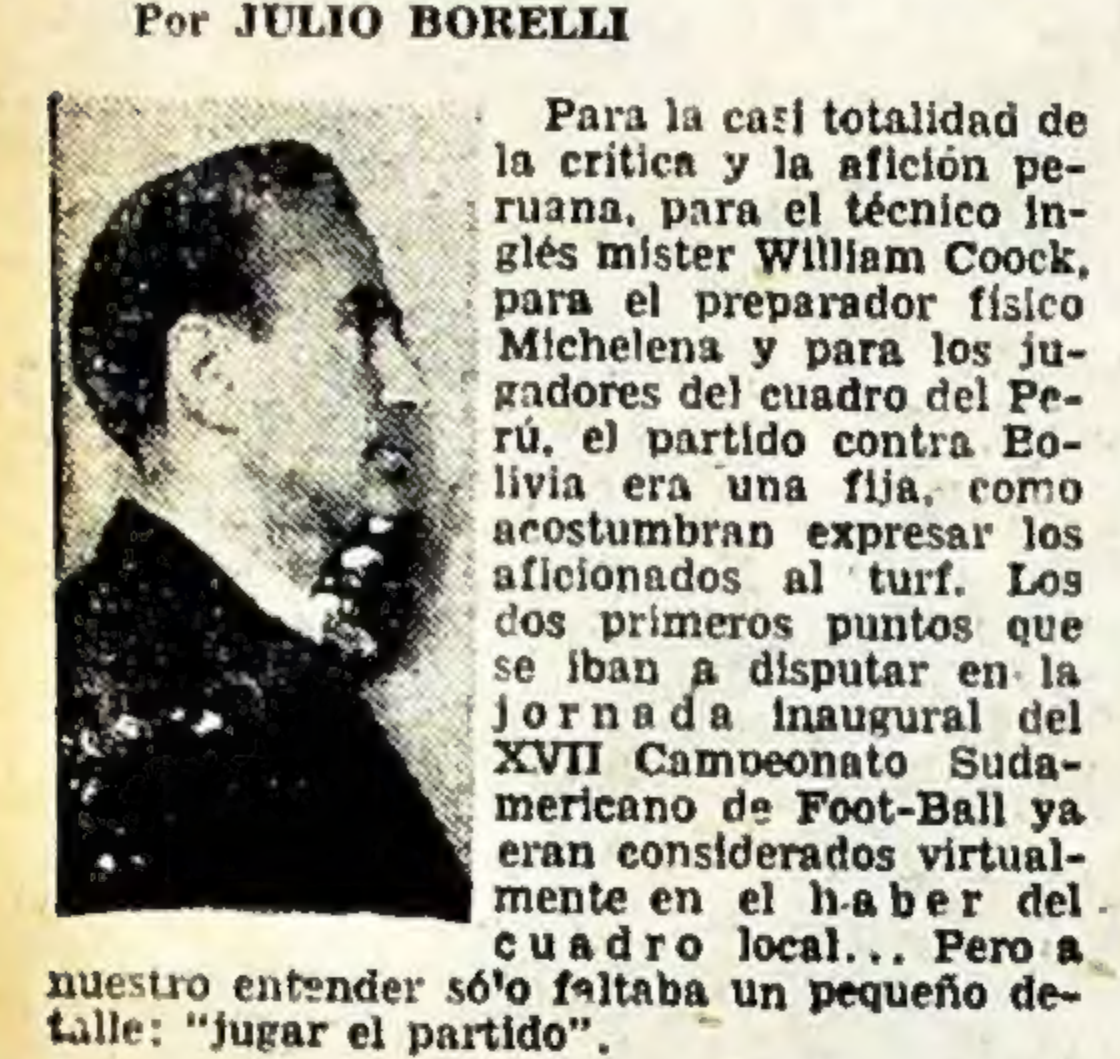 Por JULIO BORELLI
Para la casi totalidad de
la crítica y la afición pe-
ruana, para el técnico in-
glés mister William Coock,
para el preparador físico
Michelena y para los ju-
gadores del cuadro del Pe-
rú, el partido contra Bo-
livia era una fija, como
acostumbran expresar los
aficionados al turf. Los
dos primeros puntos que
se iban a disputar en la
jornada inaugural del
XVII Campeonato Suda-
mericano de Foot-Ball ya
eran considerados virtual-
mente en el haber del
cuadro local... Pero a
nuestro entender sólo faltaba un pequeño de-
talle: "jugar el partido".